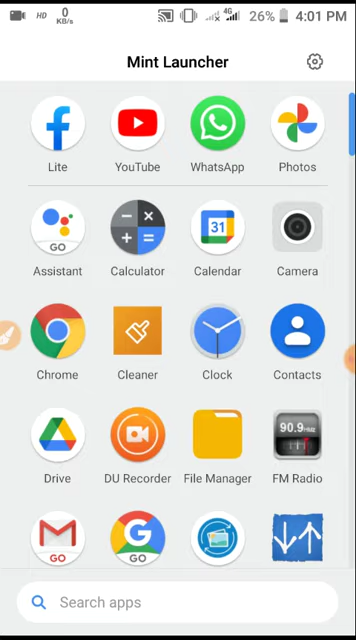 HD 0 KB/s 4G 26% 4:01 PM
Mint Launcher
Lite YouTube WhatsApp Photos
GO 31
Assistant Calculator Calendar Camera
Chrome Cleaner Clock Contacts
90.9 MHz
Drive DU Recorder File Manager FM Radio
GO GO
Search apps